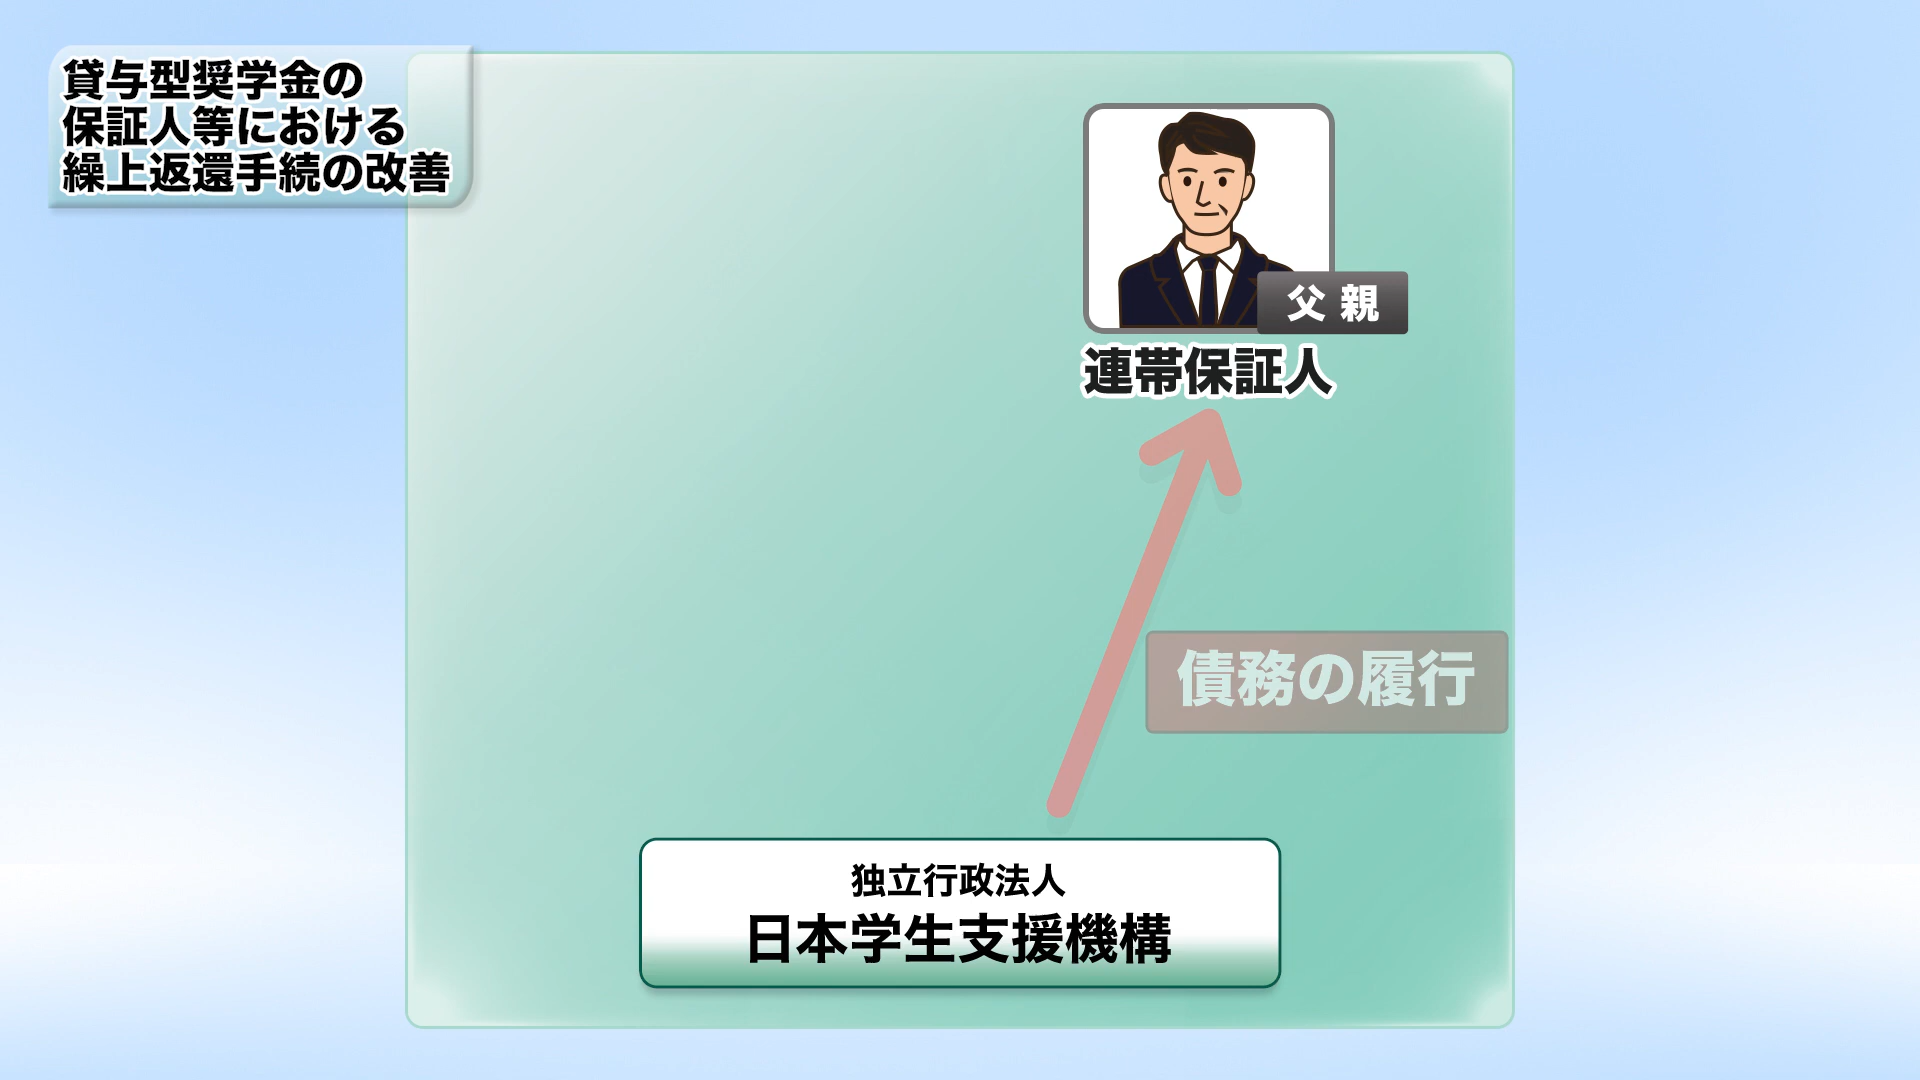 貸与型奨学金の
保証人等における
繰上返還手続の改善
父親
連帯保証人
債務の履行
独立行政法人
日本学生支援機構